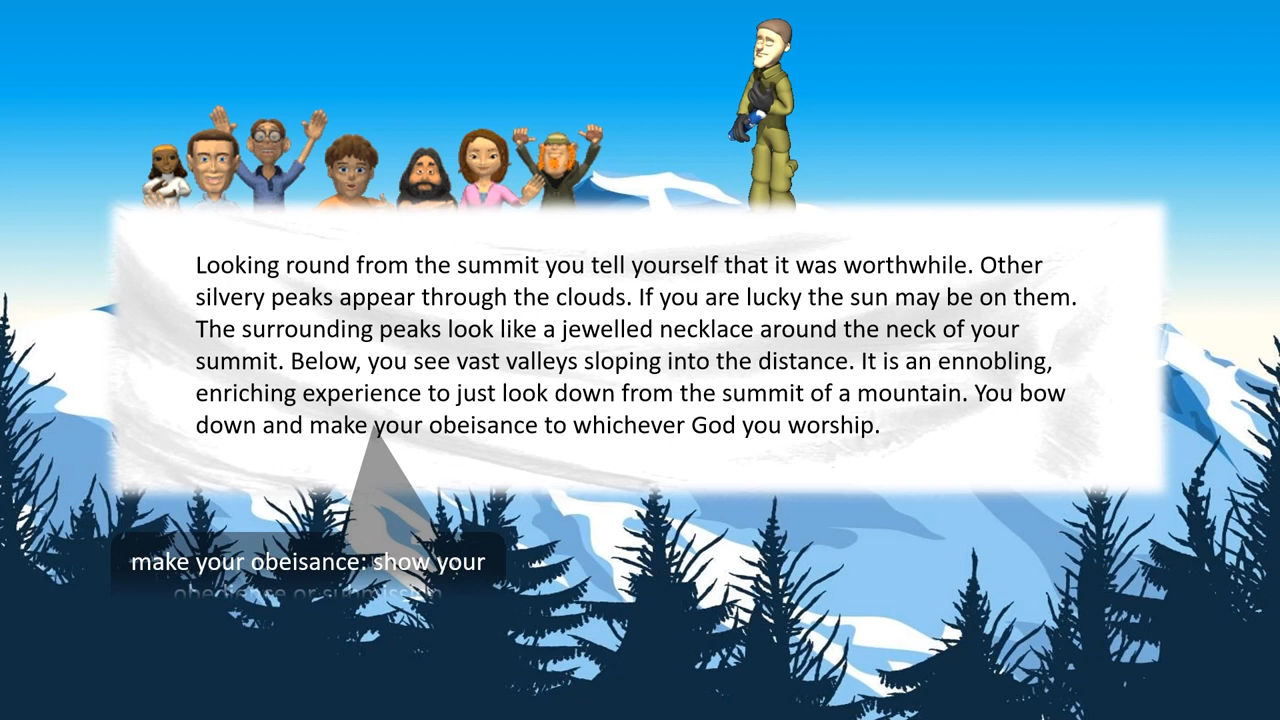 Looking round from the summit you tell yourself that it was worthwhile. Other
silvery peaks appear through the clouds. If you are lucky the sun may be on them.
The surrounding peaks look like a jewelled necklace around the neck of your
summit. Below, you see vast valleys sloping into the distance. It is an ennobling,
enriching experience to just look down from the summit of a mountain. You bow
down and make your obeisance to whichever God you worship.
make your obeisance: show your
obedience or submission